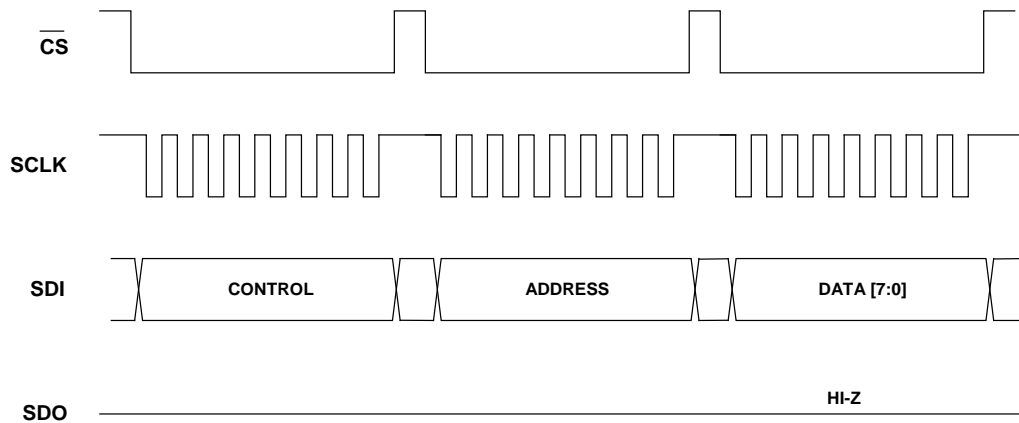 CS
SCLK
SDI
CONTROL
ADDRESS
DATA [7:0]
SDO
HI-Z